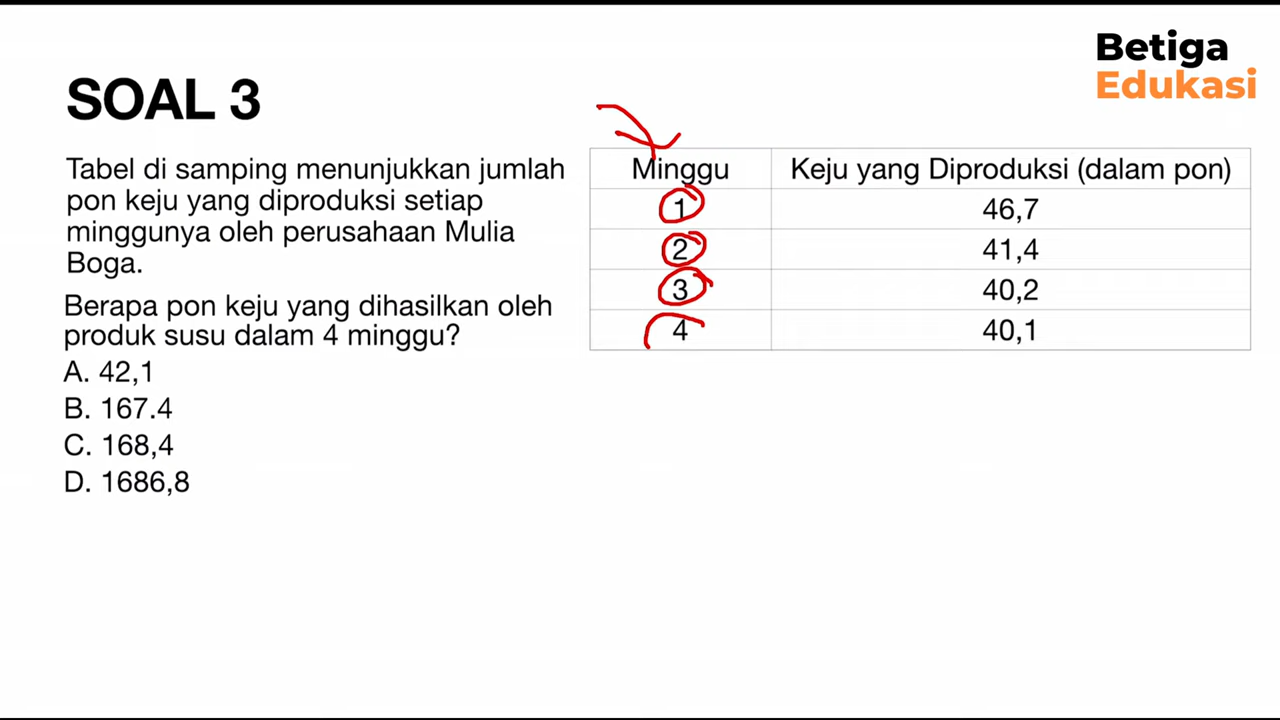 Betiga
Edukasi
SOAL 3
Tabel di samping menunjukkan jumlah
pon keju yang diproduksi setiap
minggunya oleh perusahaan Mulia
Boga.
Berapa pon keju yang dihasilkan oleh
produk susu dalam 4 minggu?
A. 42,1
B. 167.4
C. 168,4
D. 1686,8
Minggu Keju yang Diproduksi (dalam pon)
1 46,7
2 41,4
3 40,2
4 40,1